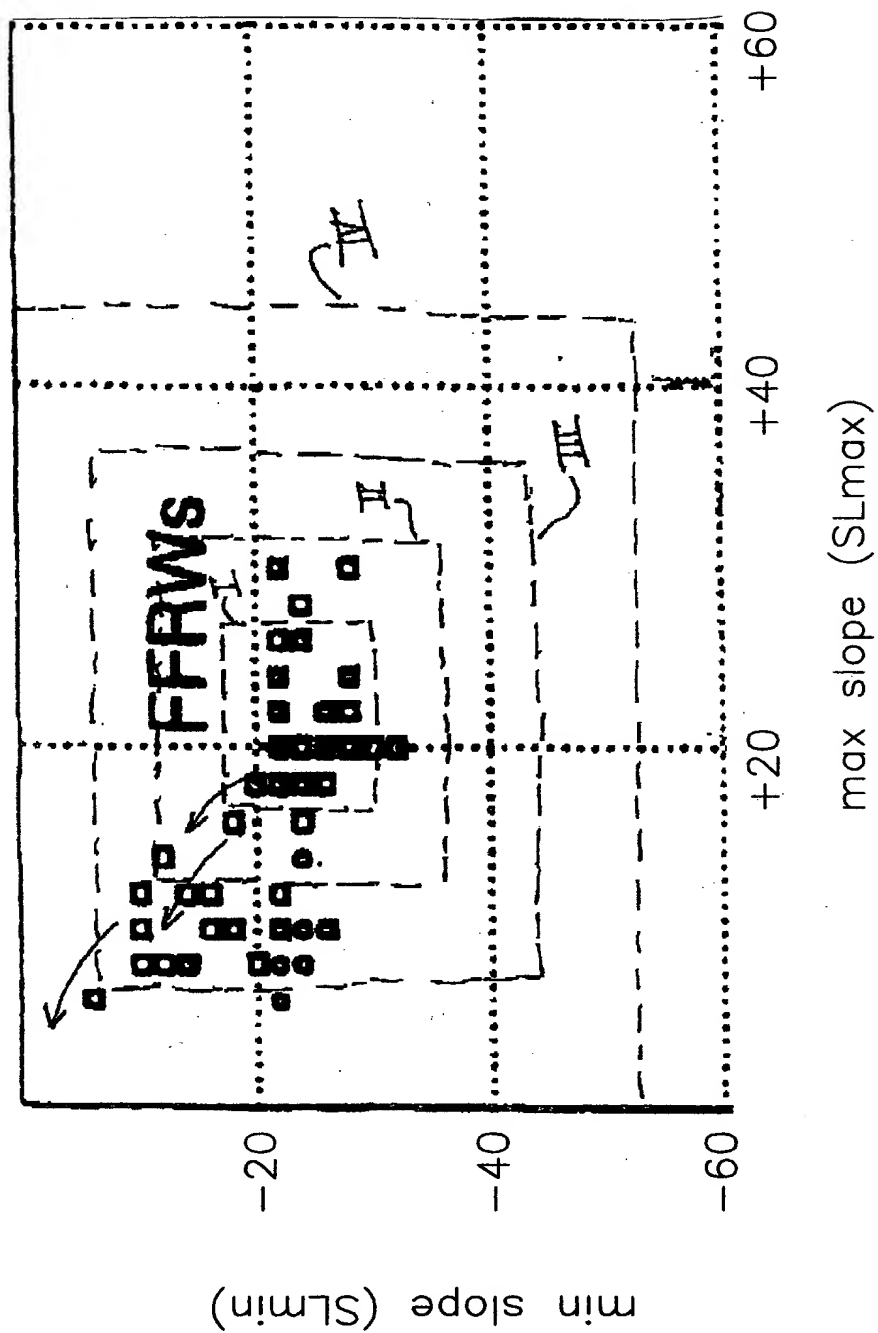 FFRWs
I
II
III
IV
-20
-40
-60
+20
+40
+60
max slope (SLmax)
min slope (SLmin)